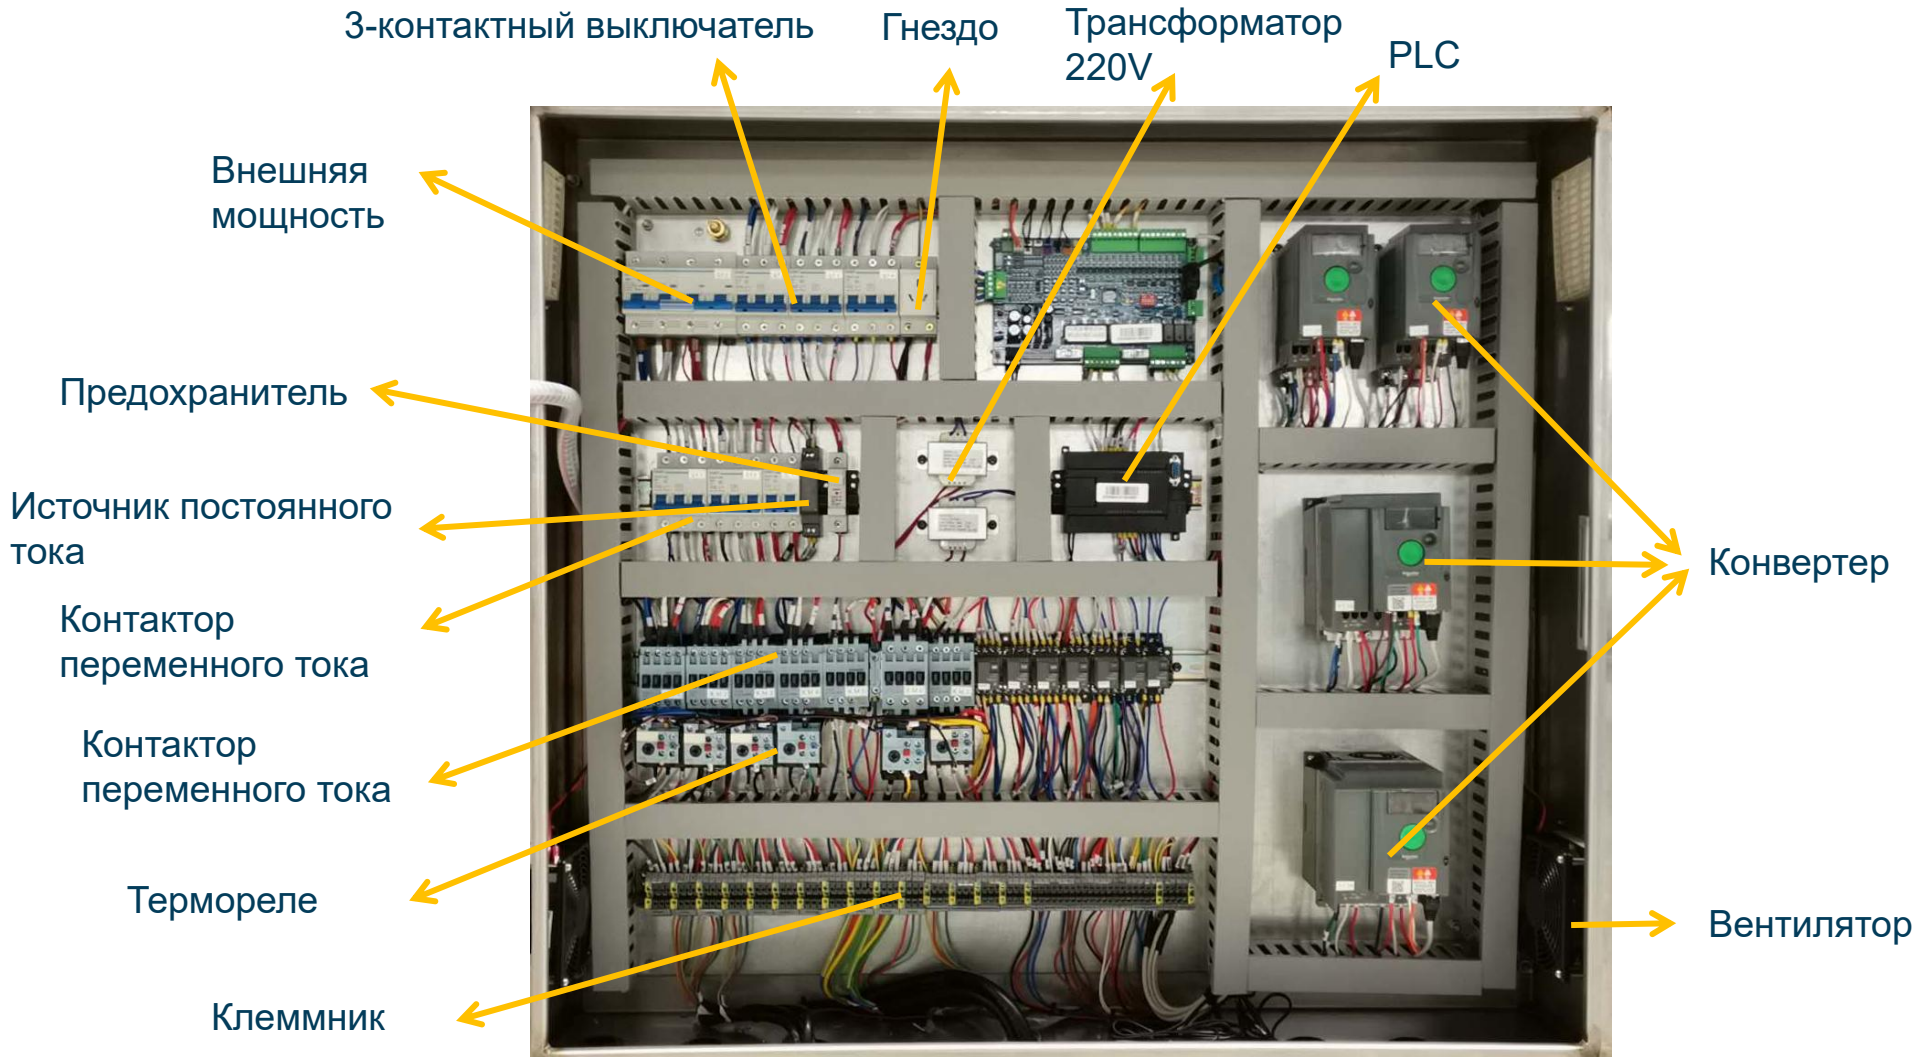 3-контактный выключатель
Гнездо
Трансформатор
220V
PLC
Внешняя
мощность
Предохранитель
Источник постоянного
тока
Контактор
переменного тока
Контактор
переменного тока
Термореле
Клеммник
Конвертер
Вентилятор